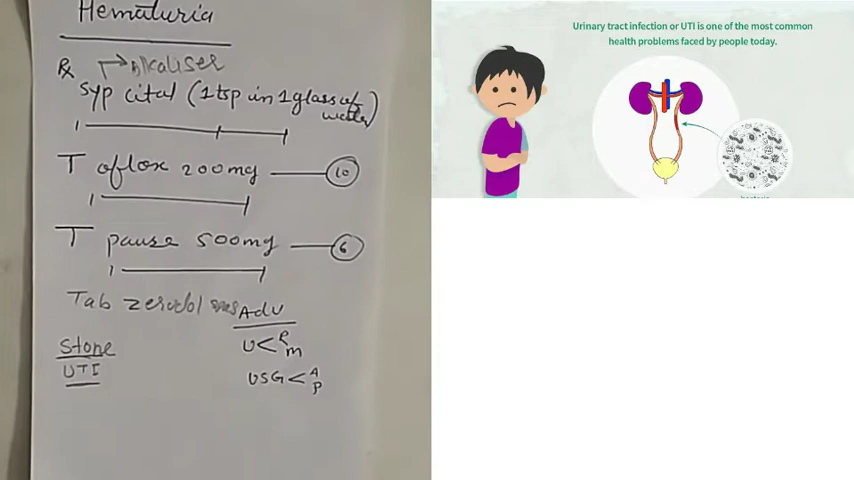 Hematuria
Rx Alkaliser
Syp cital (1 tsp in 1 glass of water)
T oflox 200mg — 10
T pause 500mg — 6
Tab zerodol
Adv
Stone
UTI
U < R M
USG < A P
Urinary tract infection or UTI is one of the most common
health problems faced by people today.